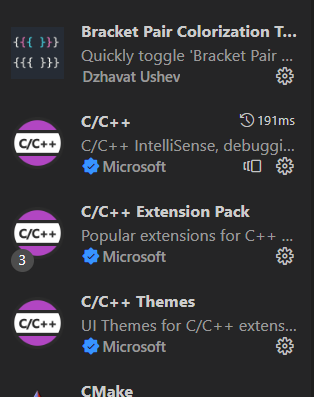 Bracket Pair Colorization T...
Quickly toggle 'Bracket Pair ...
Dzhavat Ushev
C/C++
C/C++
191ms
C/C++ IntelliSense, debuggi...
Microsoft
C/C++
C/C++ Extension Pack
Popular extensions for C++ ...
3
Microsoft
C/C++
C/C++ Themes
UI Themes for C/C++ extens...
Microsoft
CMake